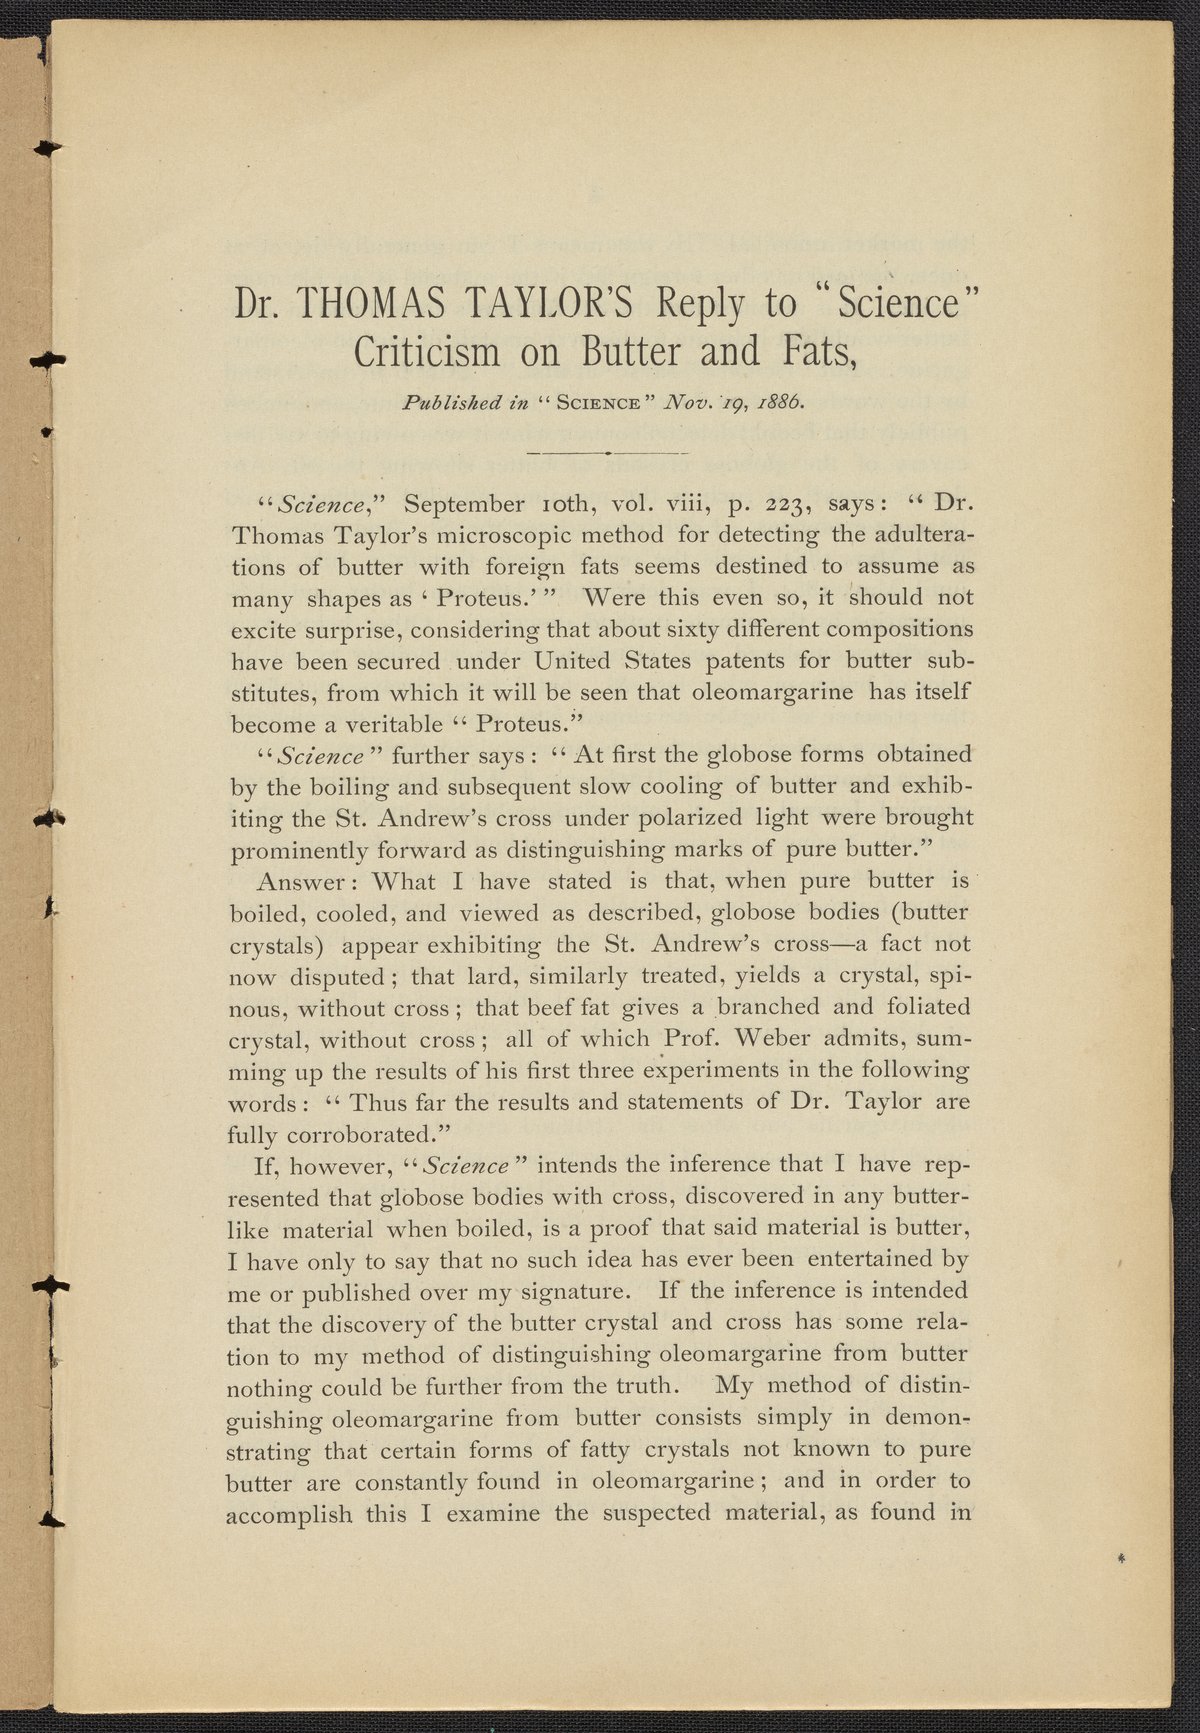 Dr. THOMAS TAYLOR'S Reply to "Science"
Criticism on Butter and Fats,
Published in "SCIENCE" Nov. 19, 1886.
"Science," September 10th, vol. viii, p. 223, says: "Dr.
Thomas Taylor's microscopic method for detecting the adultera-
tions of butter with foreign fats seems destined to assume as
many shapes as 'Proteus.'" Were this even so, it should not
excite surprise, considering that about sixty different compositions
have been secured under United States patents for butter sub-
stitutes, from which it will be seen that oleomargarine has itself
become a veritable "Proteus."
"Science" further says: "At first the globose forms obtained
by the boiling and subsequent slow cooling of butter and exhib-
iting the St. Andrew's cross under polarized light were brought
prominently forward as distinguishing marks of pure butter."
Answer: What I have stated is that, when pure butter is
boiled, cooled, and viewed as described, globose bodies (butter
crystals) appear exhibiting the St. Andrew's cross—a fact not
now disputed; that lard, similarly treated, yields a crystal, spi-
nous, without cross; that beef fat gives a branched and foliated
crystal, without cross; all of which Prof. Weber admits, sum-
ming up the results of his first three experiments in the following
words: "Thus far the results and statements of Dr. Taylor are
fully corroborated."
If, however, "Science" intends the inference that I have rep-
resented that globose bodies with cross, discovered in any butter-
like material when boiled, is a proof that said material is butter,
I have only to say that no such idea has ever been entertained by
me or published over my signature. If the inference is intended
that the discovery of the butter crystal and cross has some rela-
tion to my method of distinguishing oleomargarine from butter
nothing could be further from the truth. My method of distin-
guishing oleomargarine from butter consists simply in demon-
strating that certain forms of fatty crystals not known to pure
butter are constantly found in oleomargarine; and in order to
accomplish this I examine the suspected material, as found in